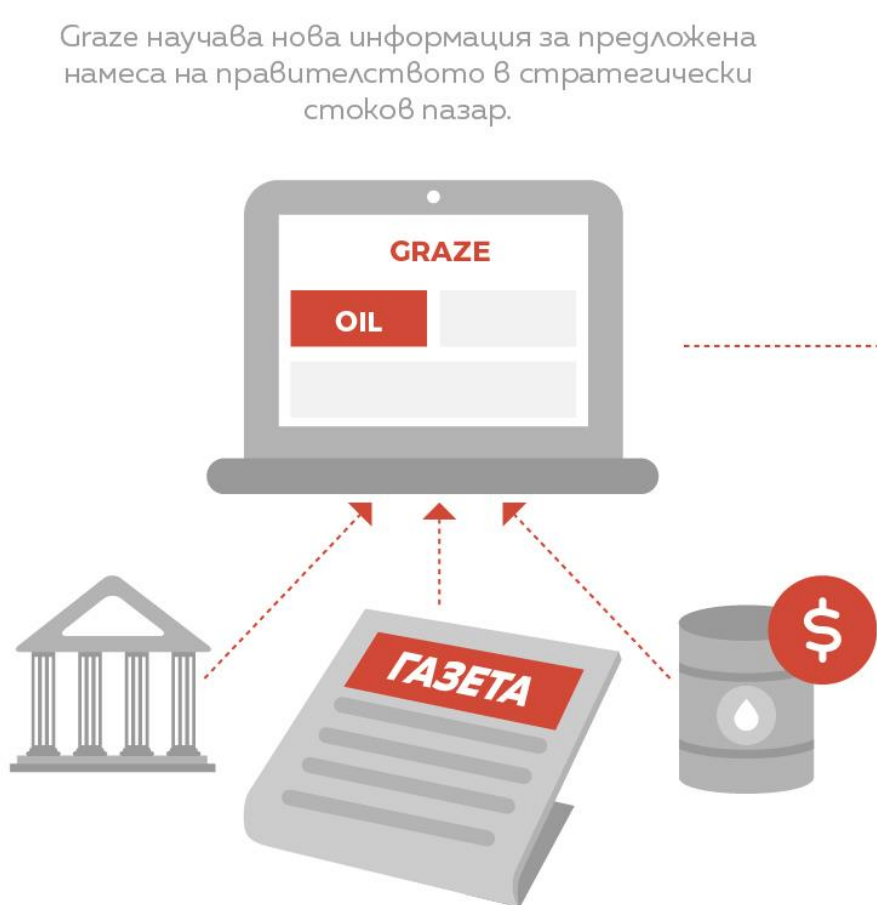 Graze научава нова информация за предложена
намеса на правителството в стратегически
стоков пазар.
GRAZE
OIL
ГАЗЕТА
$